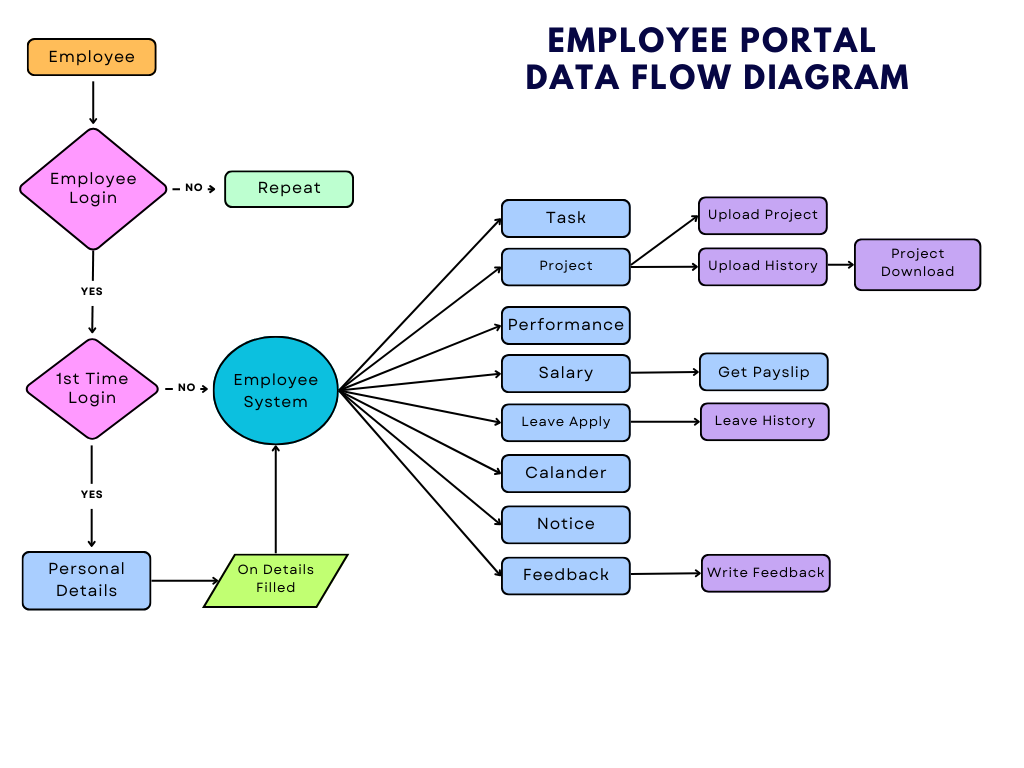 EMPLOYEE PORTAL
DATA FLOW DIAGRAM
Employee
Employee
Login
NO
Repeat
YES
1st Time
Login
NO
Employee
System
YES
Personal
Details
On Details
Filled
Task
Project
Performance
Salary
Leave Apply
Calander
Notice
Feedback
Upload Project
Upload History
Project
Download
Get Payslip
Leave History
Write Feedback